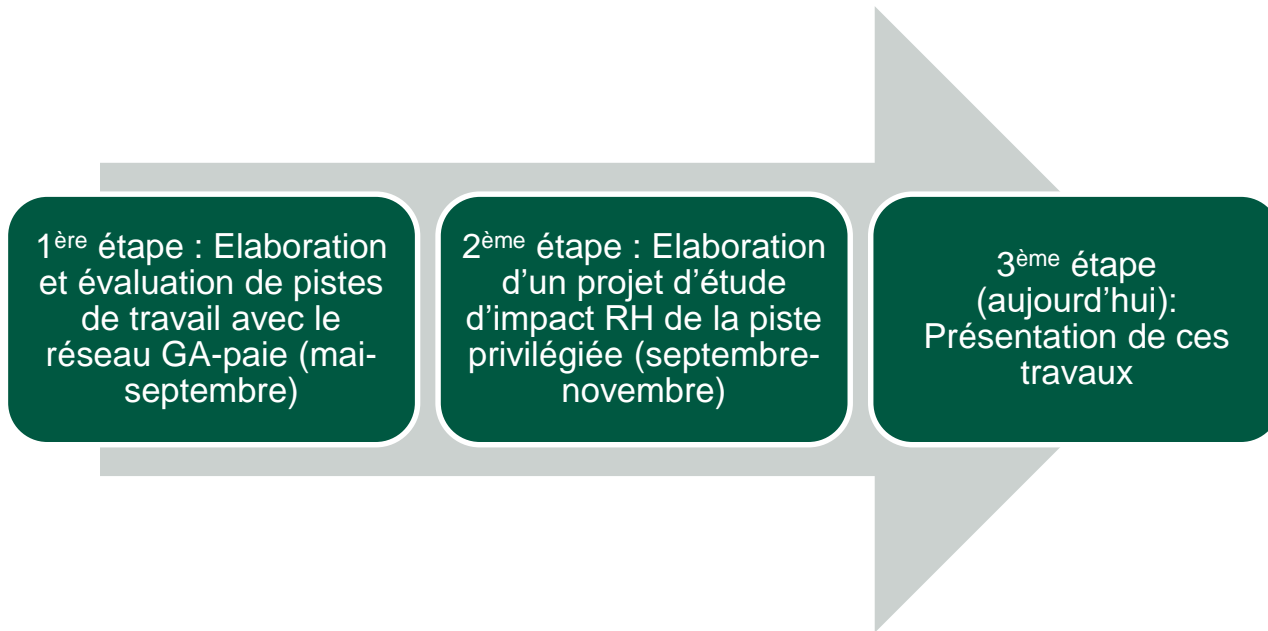 1ère étape : Elaboration
et évaluation de pistes
de travail avec le
réseau GA-paie (mai-
septembre)
2ème étape : Elaboration
d'un projet d'étude
d'impact RH de la piste
privilégiée (septembre-
novembre)
3ème étape
(aujourd'hui):
Présentation de ces
travaux